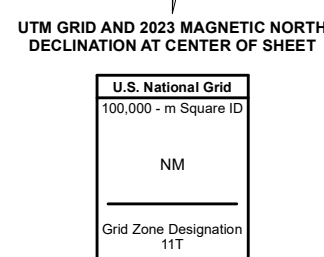 UTM GRID AND 2023 MAGNETIC NORTH
DECLINATION AT CENTER OF SHEET
U.S. National Grid
100,000 - m Square ID
NM
Grid Zone Designation
11T